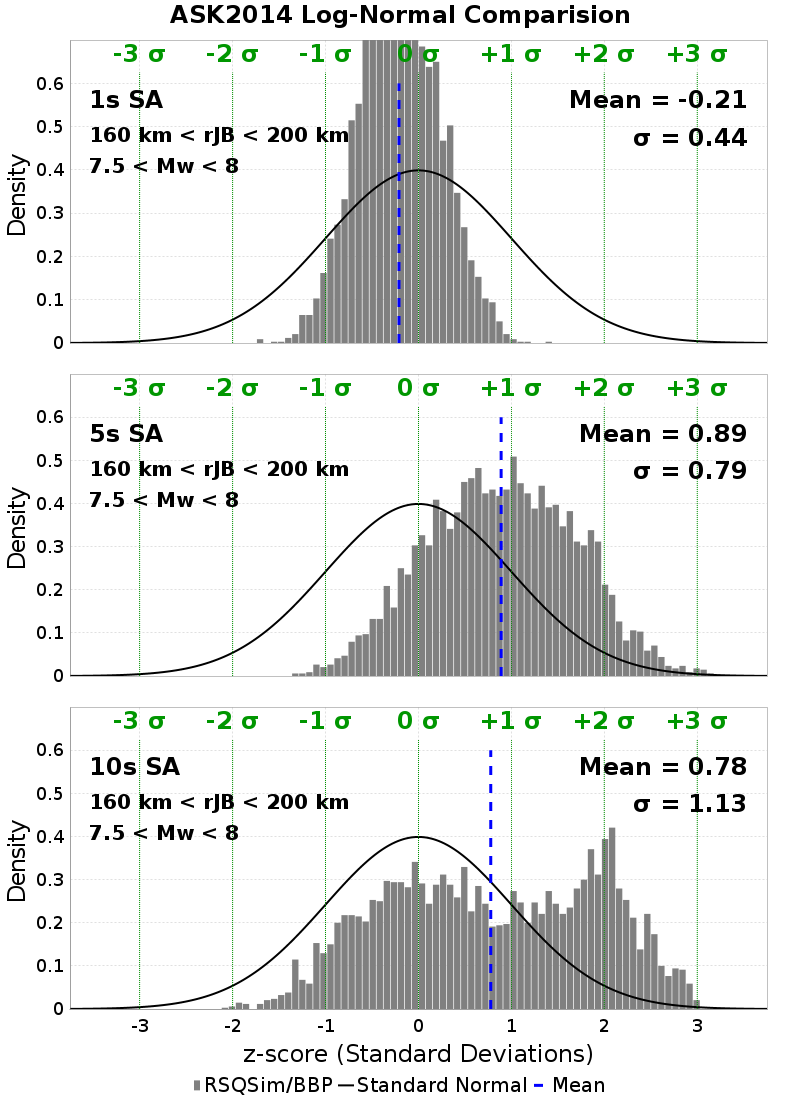 ASK2014 Log-Normal Comparision
-3 σ -2 σ -1 σ 0 σ +1 σ +2 σ +3 σ
1s SA
160 km < rJB < 200 km
7.5 < Mw < 8
Mean = -0.21
σ = 0.44
Density
0.6
0.5
0.4
0.3
0.2
0.1
0
-3 σ -2 σ -1 σ 0 σ +1 σ +2 σ +3 σ
5s SA
160 km < rJB < 200 km
7.5 < Mw < 8
Mean = 0.89
σ = 0.79
Density
0.6
0.5
0.4
0.3
0.2
0.1
0
-3 σ -2 σ -1 σ 0 σ +1 σ +2 σ +3 σ
10s SA
160 km < rJB < 200 km
7.5 < Mw < 8
Mean = 0.78
σ = 1.13
Density
0.6
0.5
0.4
0.3
0.2
0.1
0
-3 -2 -1 0 1 2 3
z-score (Standard Deviations)
RSQSim/BBP Standard Normal Mean